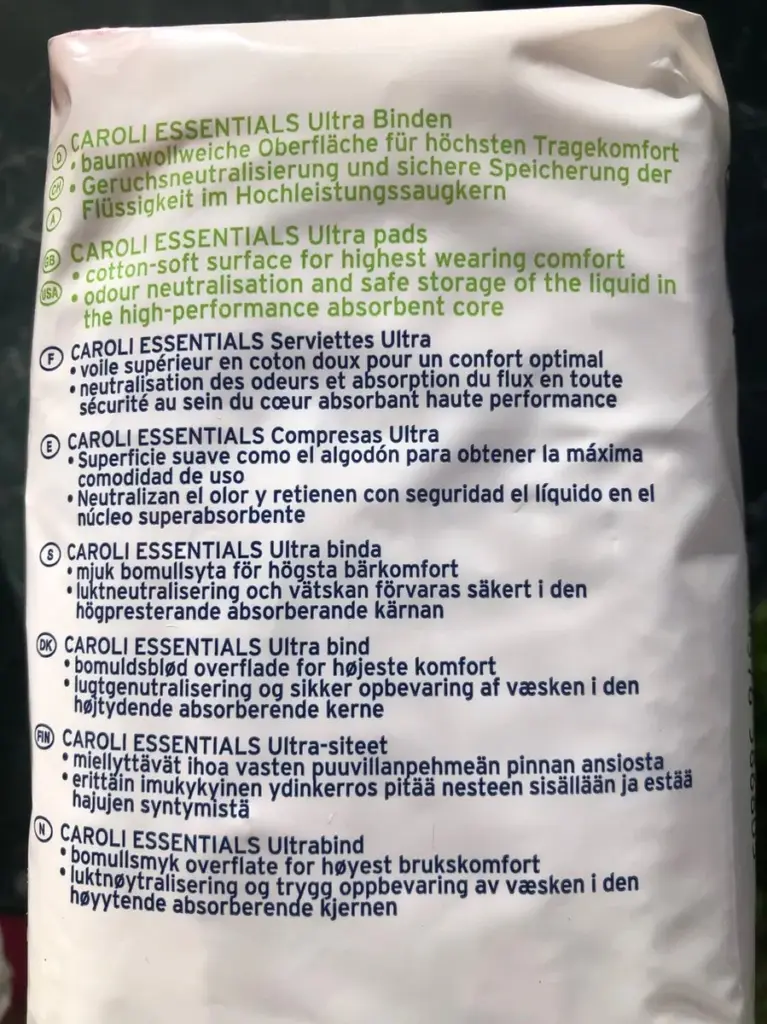 CAROLI ESSENTIALS Ultra Binden
D • baumwollweiche Oberfläche für höchsten Tragekomfort
CH • Geruchsneutralisierung und sichere Speicherung der
A Flüssigkeit im Hochleistungssaugkern
GB CAROLI ESSENTIALS Ultra pads
• cotton-soft surface for highest wearing comfort
USA • odour neutralisation and safe storage of the liquid in
the high-performance absorbent core
F CAROLI ESSENTIALS Serviettes Ultra
• voile supérieur en coton doux pour un confort optimal
• neutralisation des odeurs et absorption du flux en toute
sécurité au sein du cœur absorbant haute performance
E CAROLI ESSENTIALS Compresas Ultra
• Superficie suave como el algodón para obtener la máxima
comodidad de uso
• Neutralizan el olor y retienen con seguridad el líquido en el
núcleo superabsorbente
S CAROLI ESSENTIALS Ultra binda
• mjuk bomullsyta för högsta bärkomfort
• luktneutralisering och vätskan förvaras säkert i den
högpresterande absorberande kärnan
DK CAROLI ESSENTIALS Ultra bind
• bomuldsblød overflade for højeste komfort
• lugtgenutralisering og sikker opbevaring af væsken i den
højtydende absorberende kerne
FIN CAROLI ESSENTIALS Ultra-siteet
• miellyttävät ihoa vasten puuvillanpehmeän pinnan ansiosta
• erittäin imukykyinen ydinkerros pitää nesteen sisällään ja estää
hajujen syntymistä
N CAROLI ESSENTIALS Ultrabind
• bomullsmyk overflate for høyest brukskomfort
• luktnøytralisering og trygg oppbevaring av væsken i den
høyytende absorberende kjernen